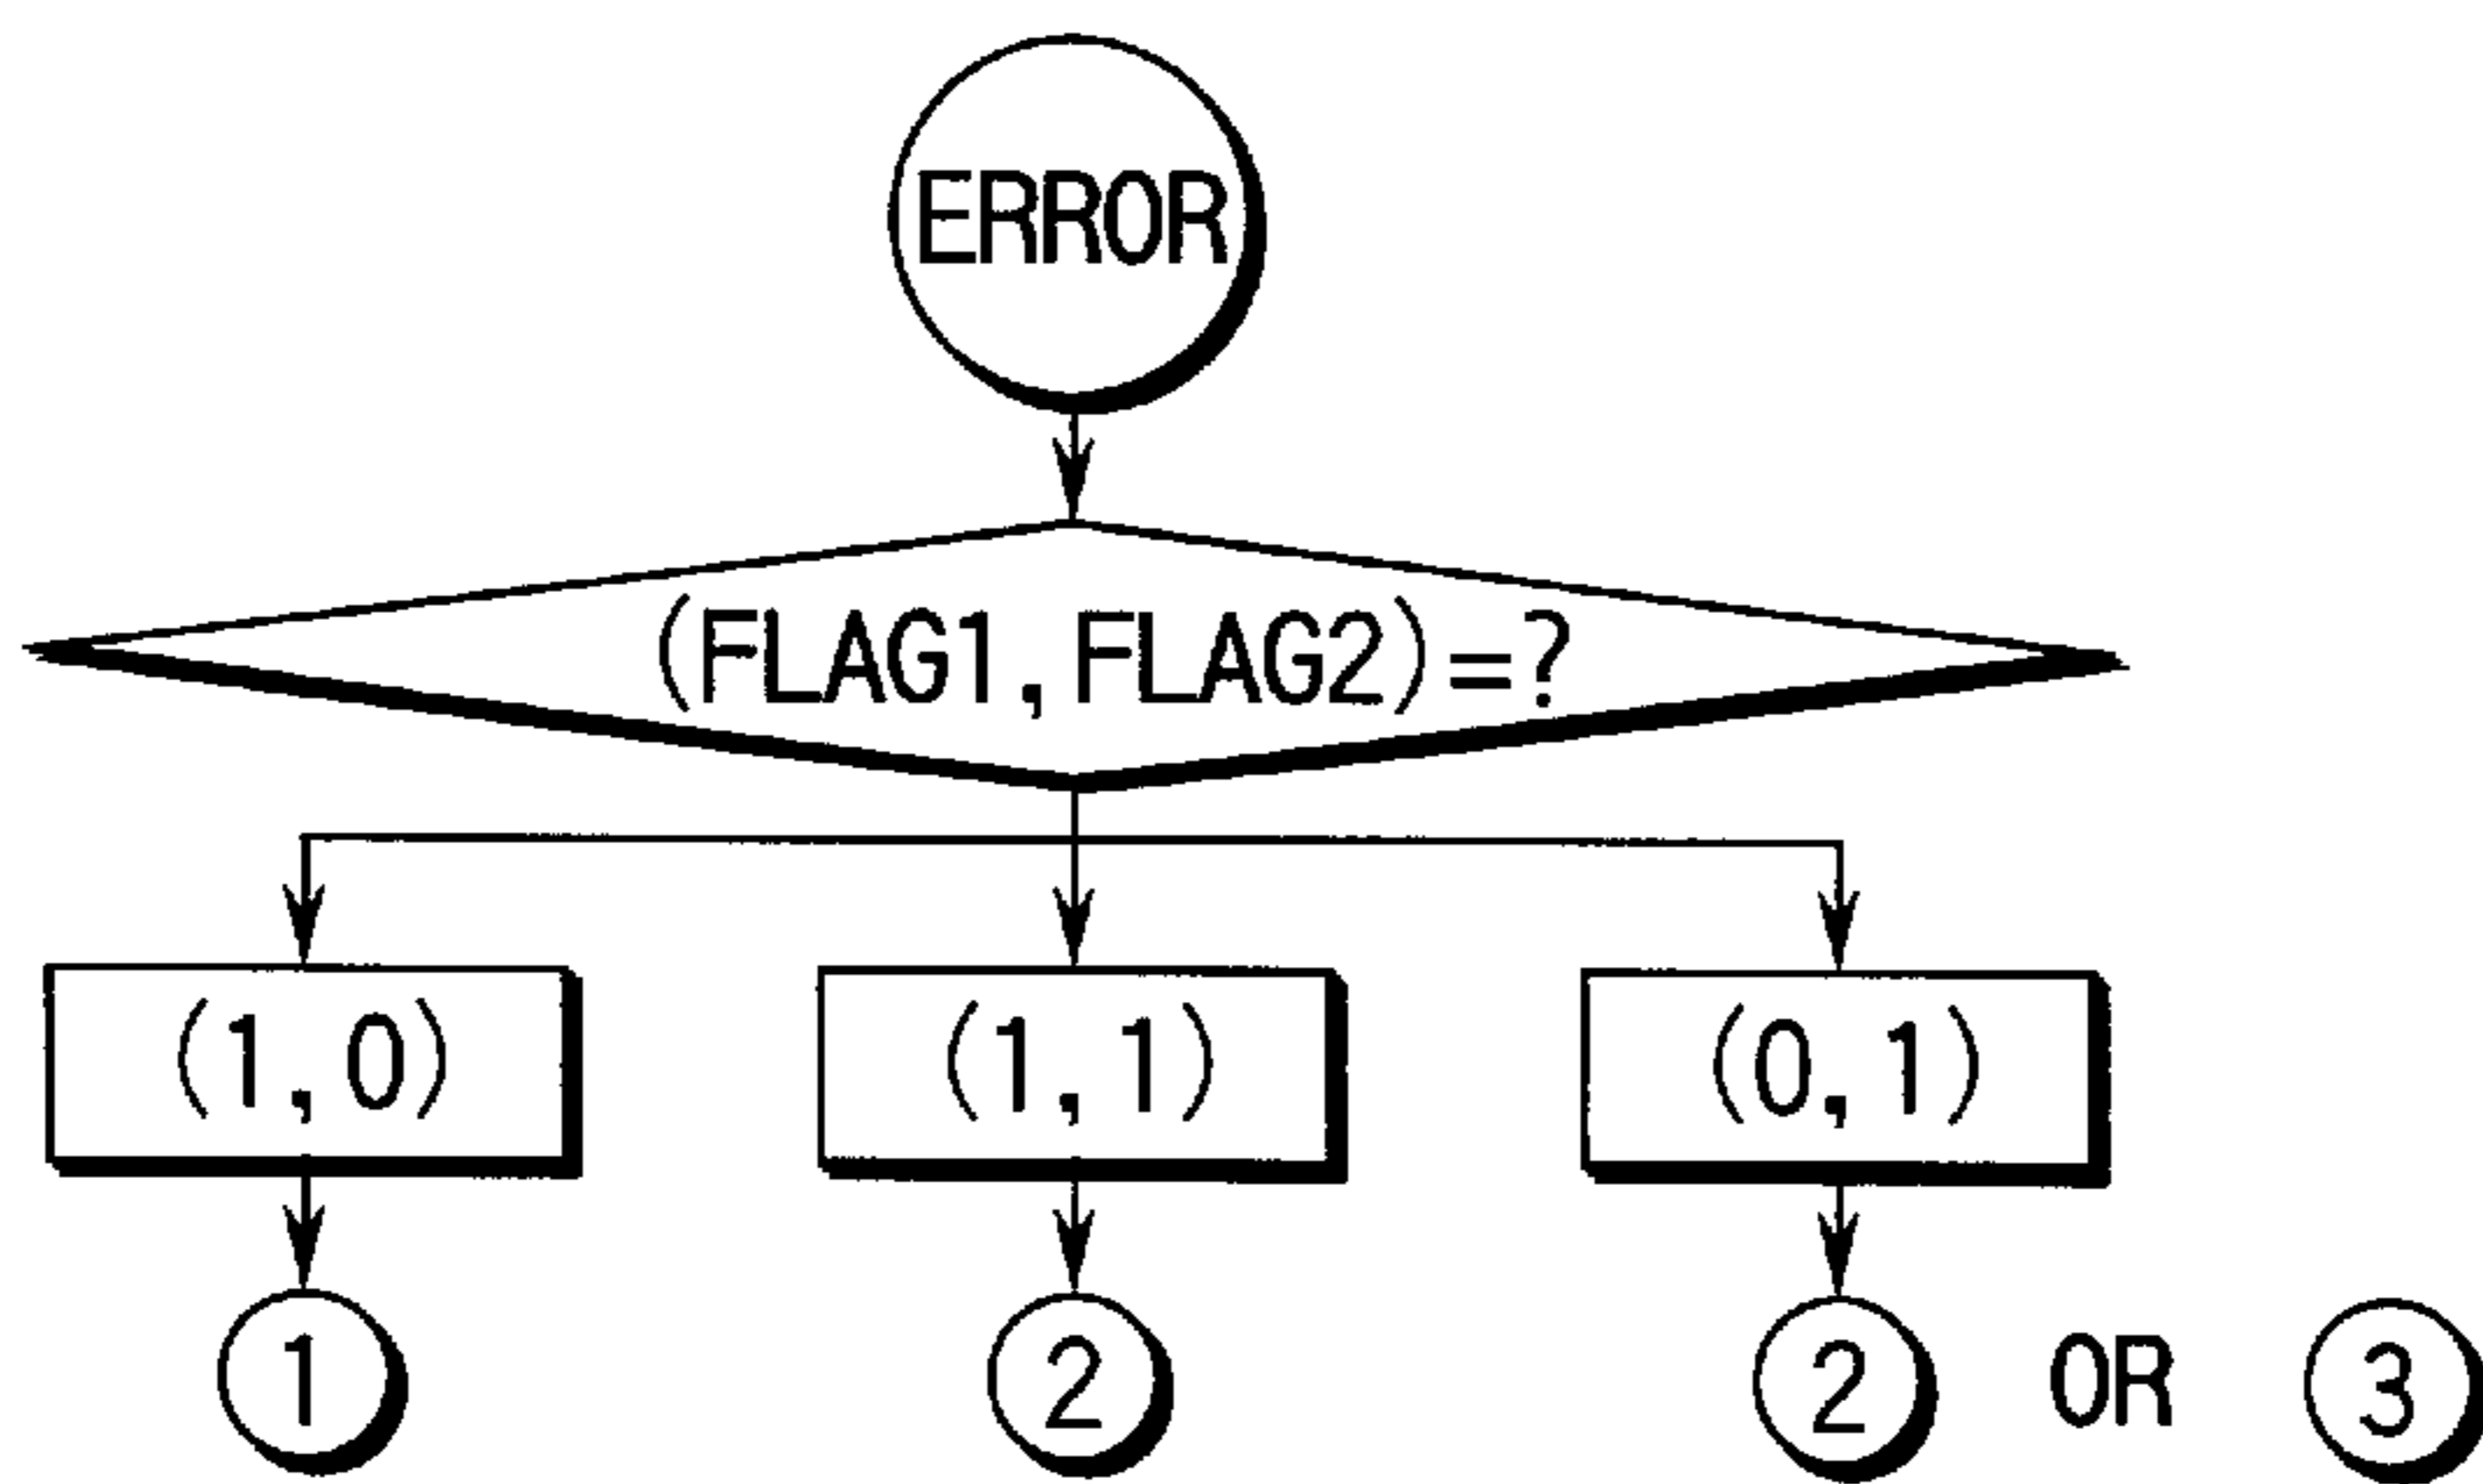 ERROR
(FLAG1, FLAG2)=?
(1, 0) (1, 1) (0, 1)
1 2 2 OR 3